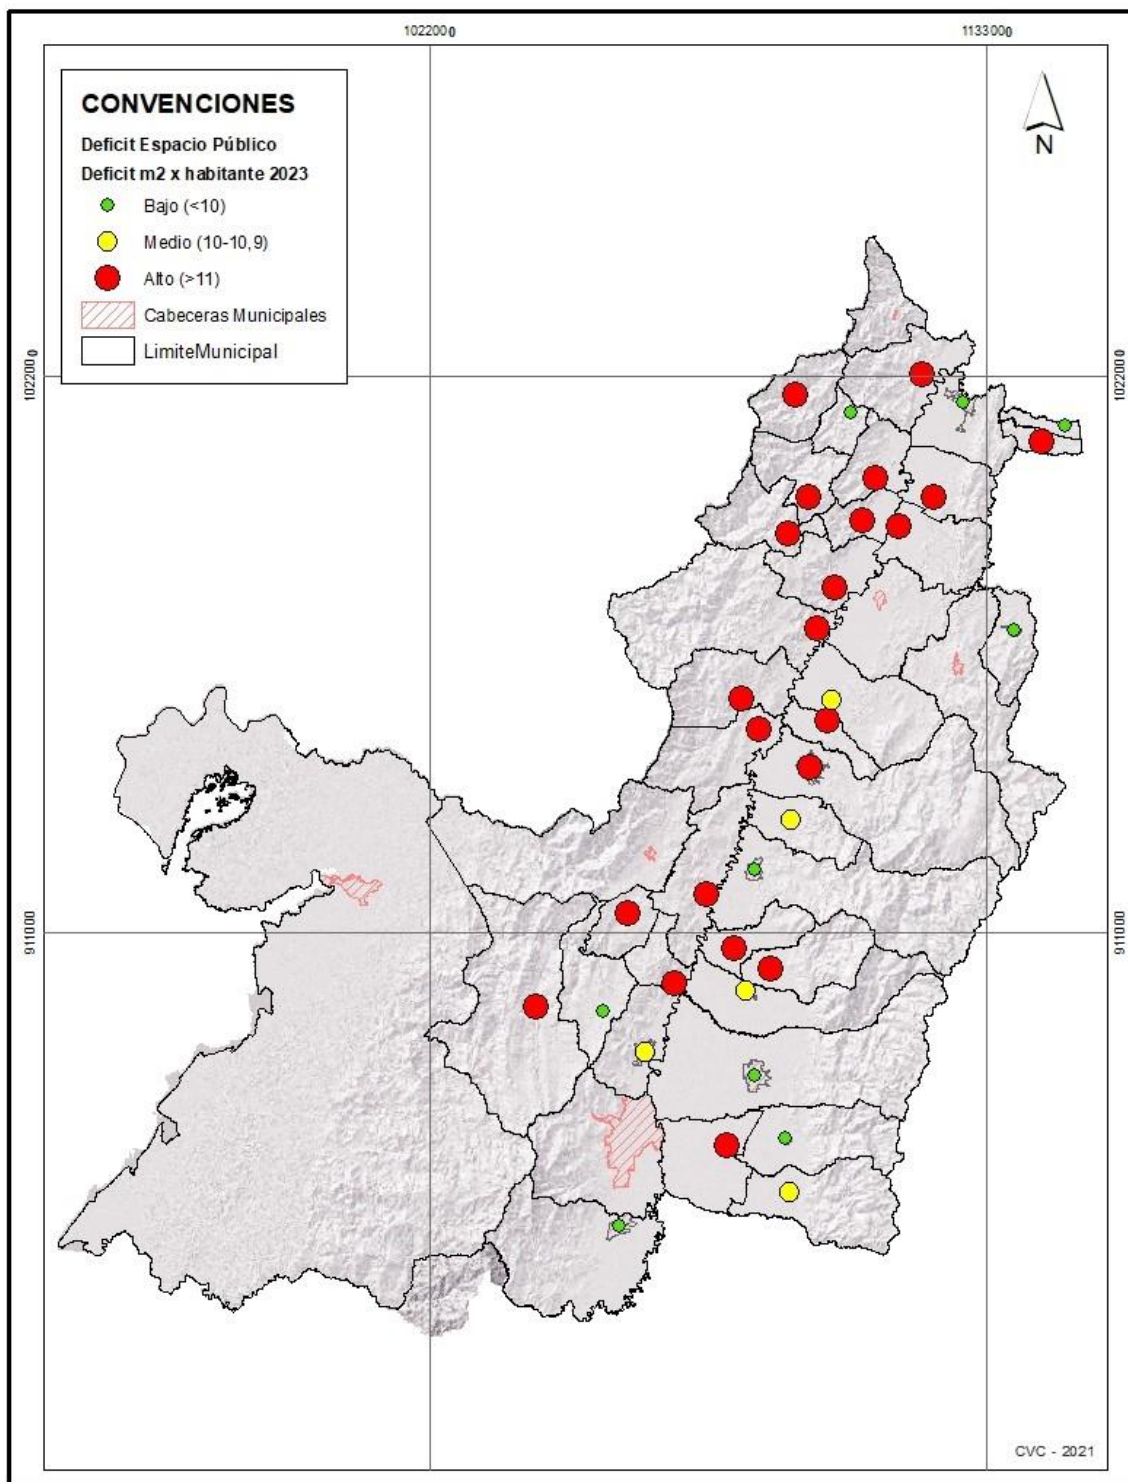 1022000
1133000
CONVENCIONES
Deficit Espacio Público
Deficit m2 x habitante 2023
Bajo (<10)
Medio (10-10,9)
Alto (>11)
Cabeceras Municipales
LimiteMunicipal
N
1022000
1022000
911000
911000
CVC - 2021